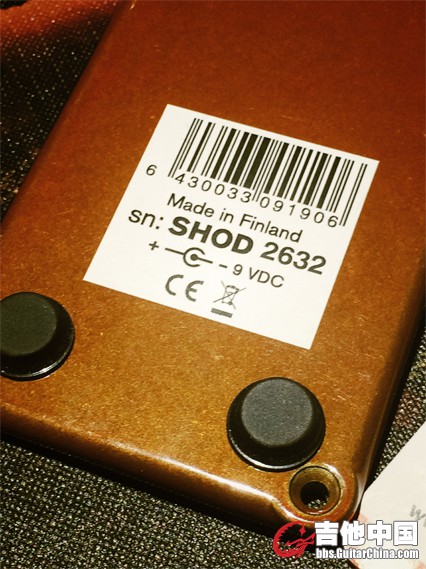 6 430033 091906
Made in Finland
sn: SHOD 2632
+ - 9 VDC
CE
吉他中国
bbs.GuitarChina.com